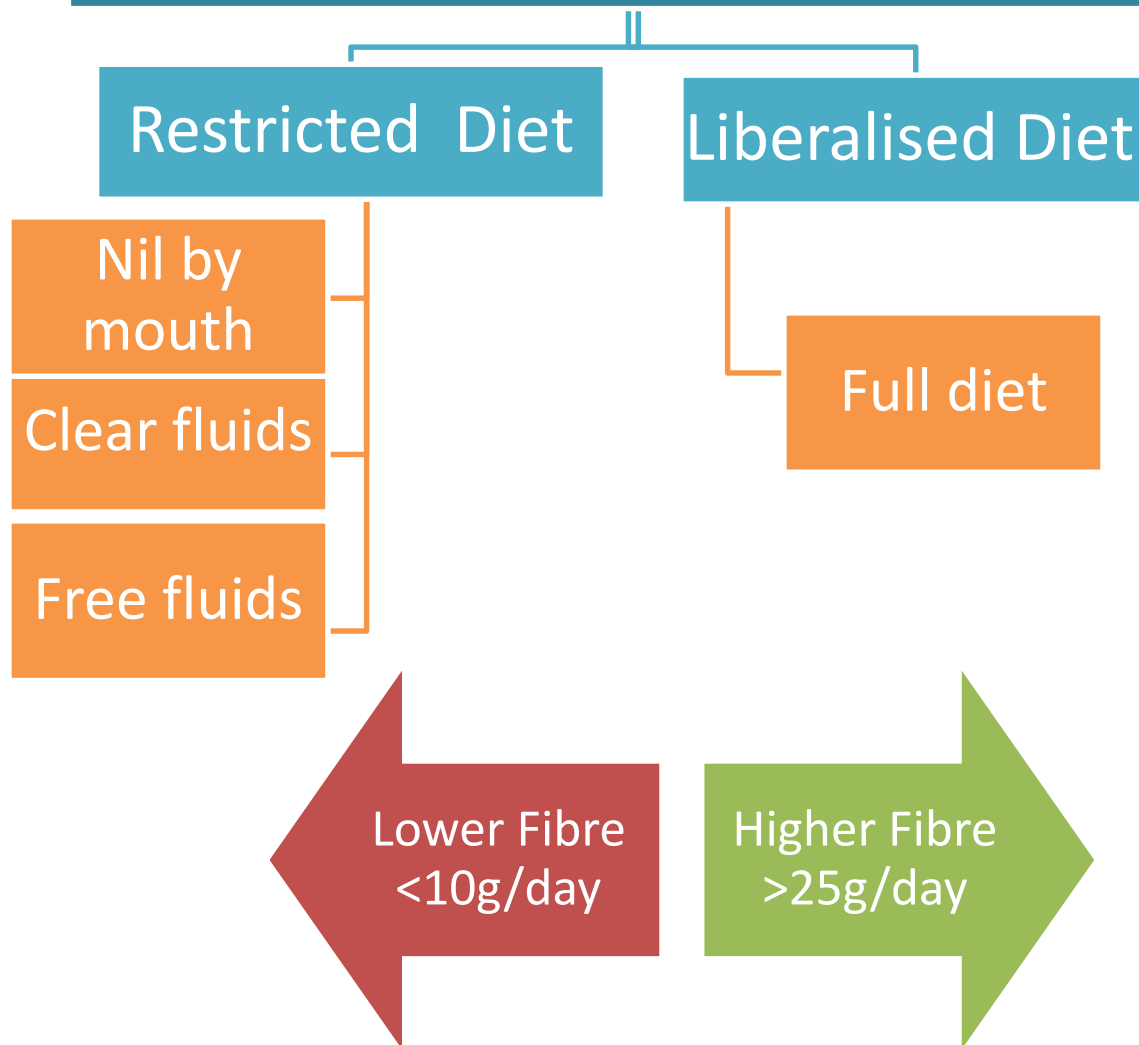 Restricted  Diet
Liberalised Diet
Nil by
mouth
Clear fluids
Free fluids
Full diet
Lower Fibre
<10g/day
Higher Fibre
>25g/day